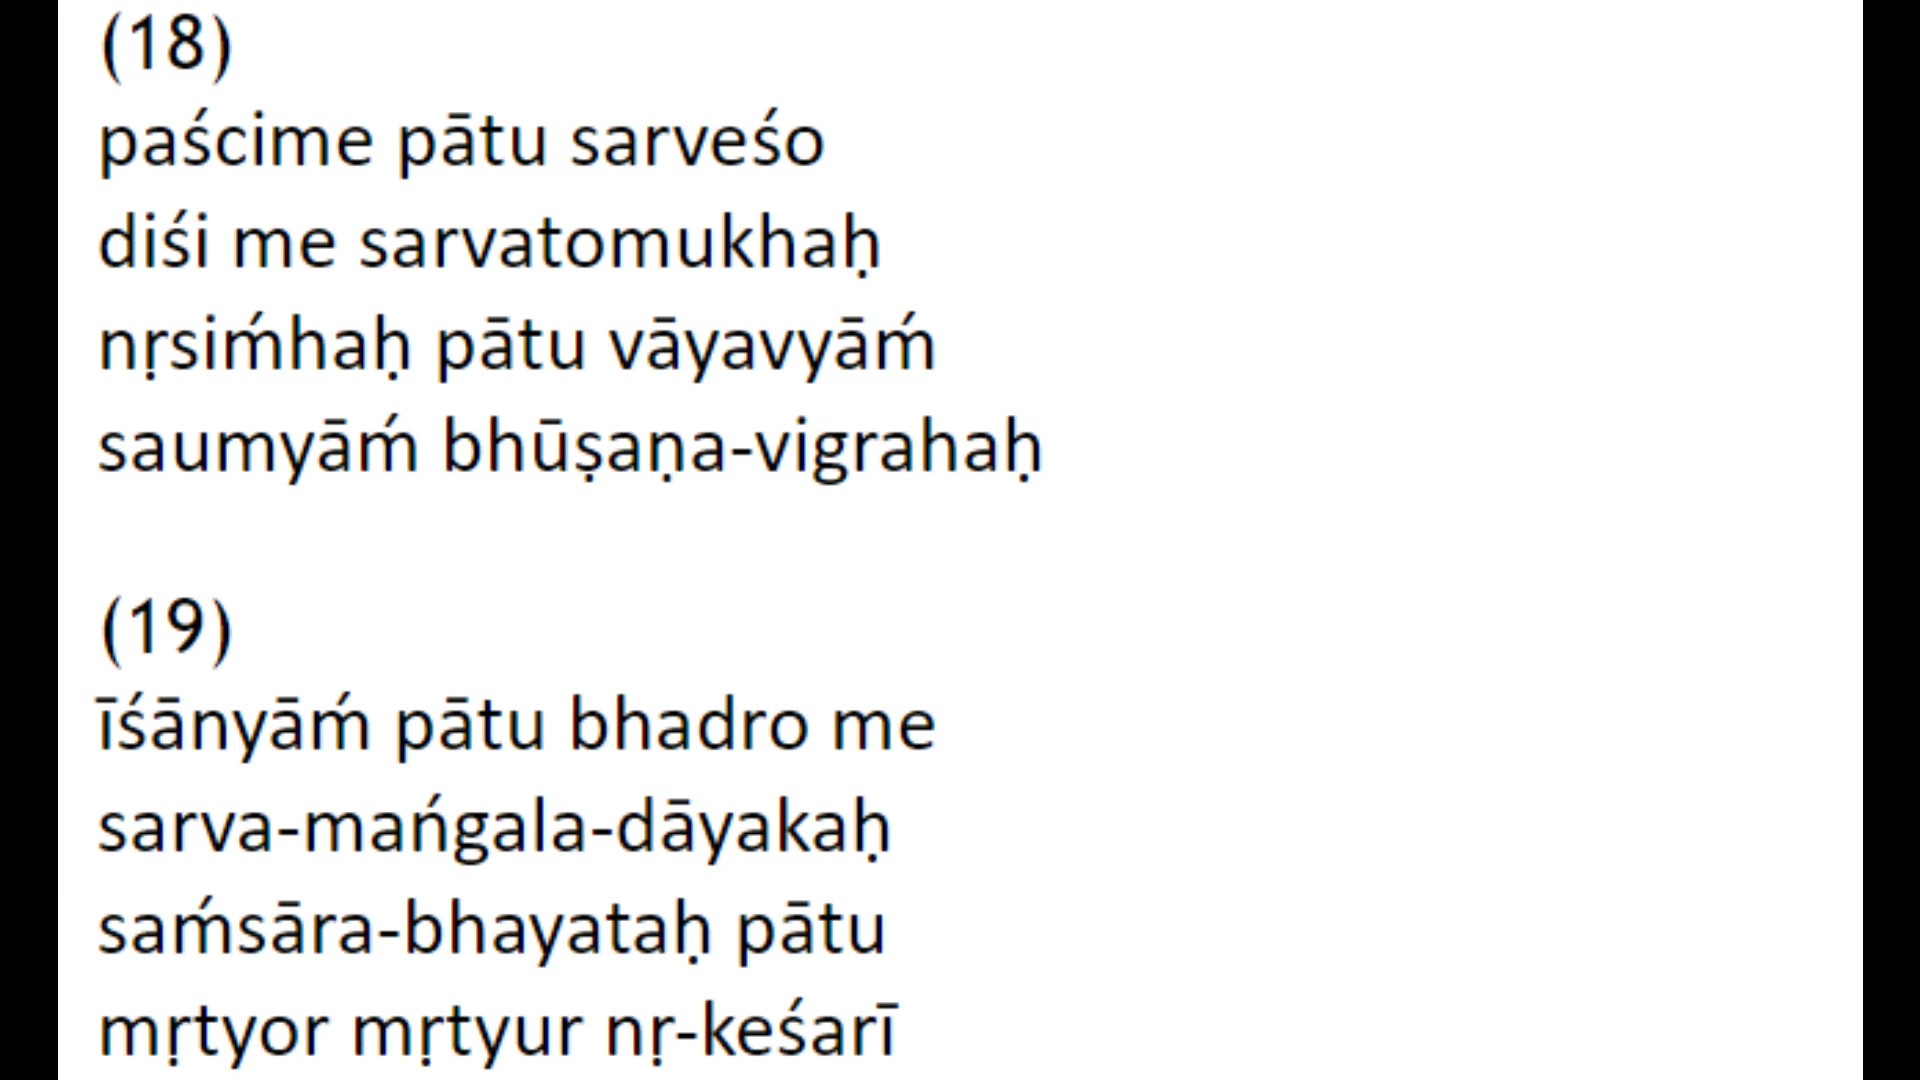 (18)
paścime pātu sarveśo
diśi me sarvatomukhaḥ
nṛsiḿhaḥ pātu vāyavyāḿ
saumyāḿ bhūṣaṇa-vigrahaḥ
(19)
īśānyāḿ pātu bhadro me
sarva-mańgala-dāyakaḥ
saḿsāra-bhayataḥ pātu
mṛtyor mṛtyur nṛ-keśarī